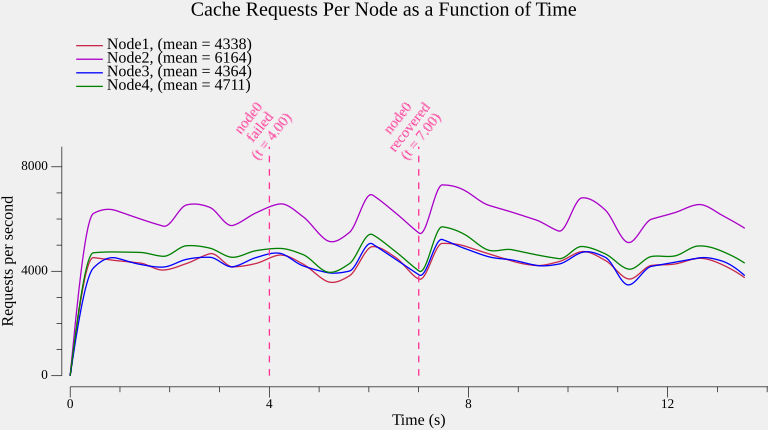 Cache Requests Per Node as a Function of Time
Node1, (mean = 4338)
Node2, (mean = 6164)
Node3, (mean = 4364)
Node4, (mean = 4711)
node0
failed
(t = 4.00)
node0
recovered
(t = 7.00)
Requests per second
8000
4000
0
0 4 8 12
Time (s)